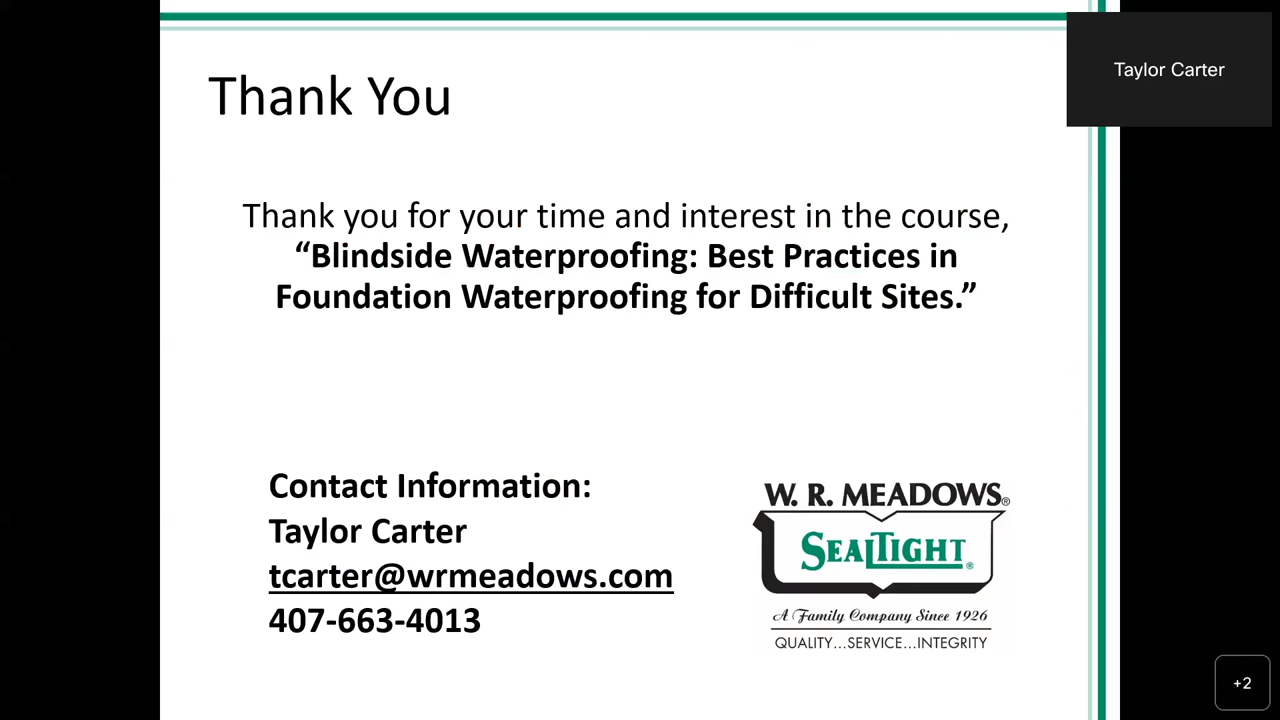 Taylor Carter
Thank You
Thank you for your time and interest in the course,
“Blindside Waterproofing: Best Practices in
Foundation Waterproofing for Difficult Sites.”
Contact Information:
Taylor Carter
tcarter@wrmeadows.com
407-663-4013
W. R. MEADOWS®
SEALTIGHT®
A Family Company Since 1926
QUALITY...SERVICE...INTEGRITY
+2